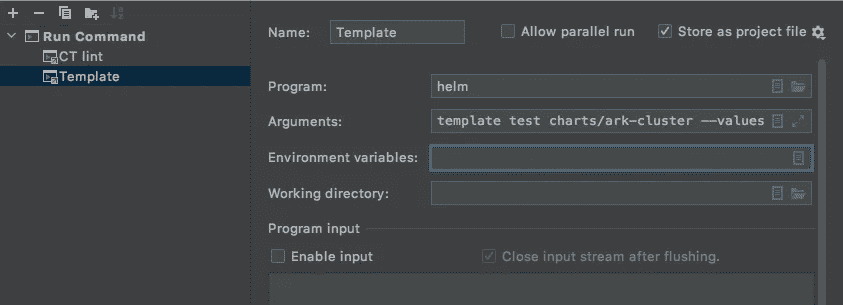 Run Command
CT lint
Template
Name: Template Allow parallel run Store as project file
Program: helm
Arguments: template test charts/ark-cluster --values
Environment variables:
Working directory:
Program input
Enable input Close input stream after flushing.